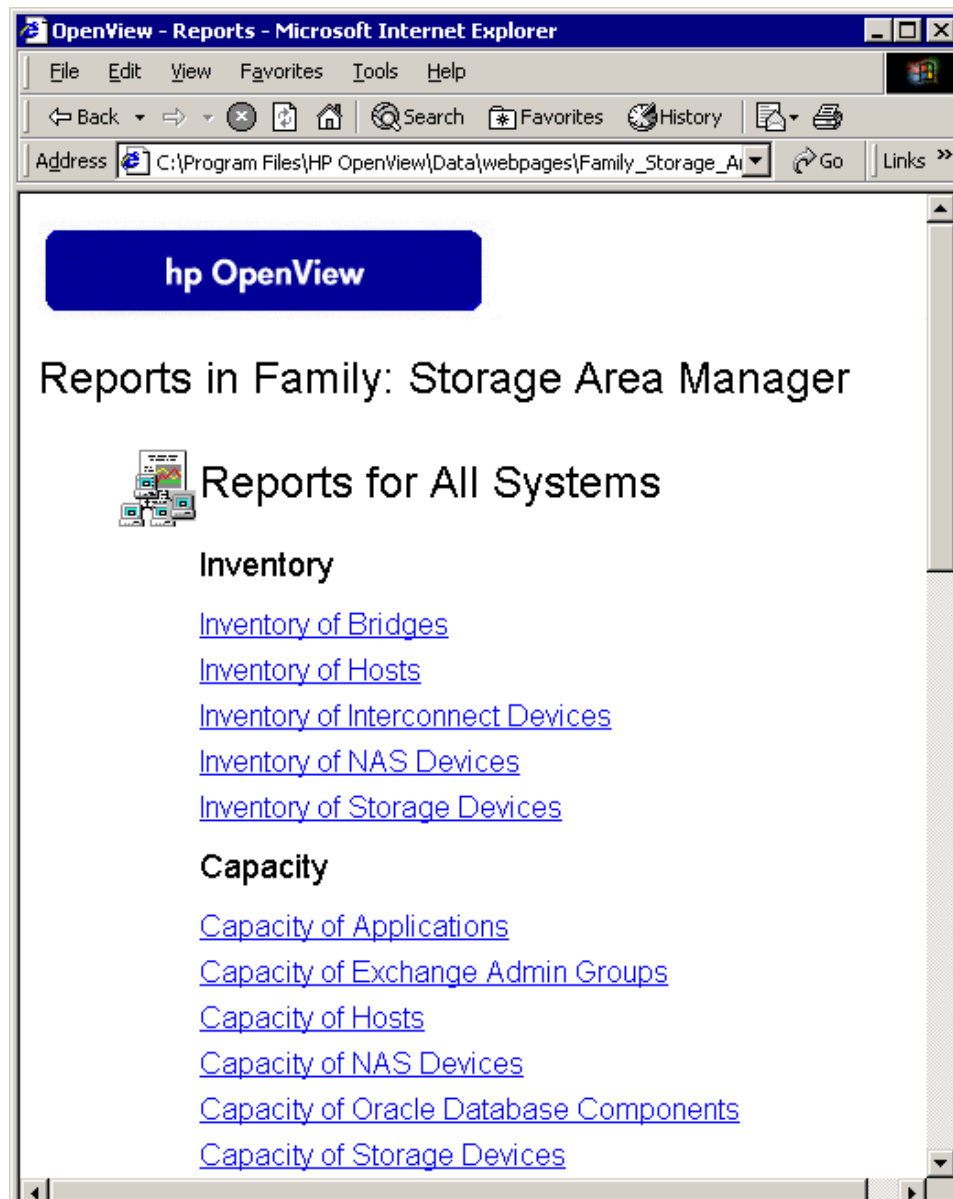 OpenView - Reports - Microsoft Internet Explorer
File Edit View Favorites Tools Help
Back Search Favorites History
Address C:\Program Files\HP OpenView\Data\webpages\Family_Storage_A Go Links »
hp OpenView
Reports in Family: Storage Area Manager
Reports for All Systems
Inventory
Inventory of Bridges
Inventory of Hosts
Inventory of Interconnect Devices
Inventory of NAS Devices
Inventory of Storage Devices
Capacity
Capacity of Applications
Capacity of Exchange Admin Groups
Capacity of Hosts
Capacity of NAS Devices
Capacity of Oracle Database Components
Capacity of Storage Devices